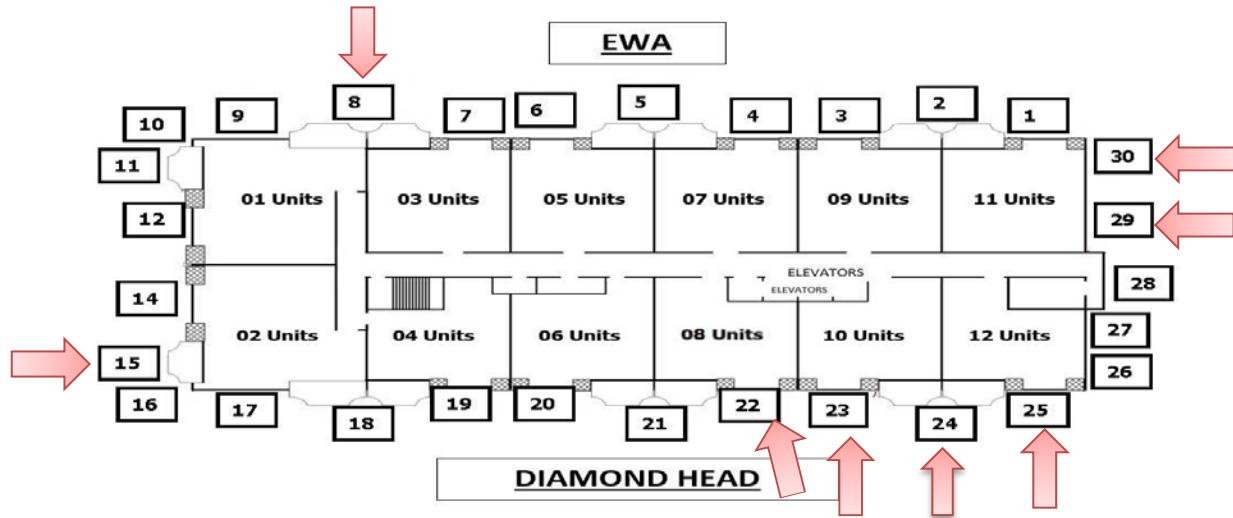 EWA
8
5
2
9
7
6
4
3
1
10
11
30
01 Units
03 Units
05 Units
07 Units
09 Units
11 Units
12
29
ELEVATORS
ELEVATORS
28
14
02 Units
04 Units
06 Units
08 Units
10 Units
12 Units
27
15
26
16
17
18
19
20
21
22
23
24
25
DIAMOND HEAD